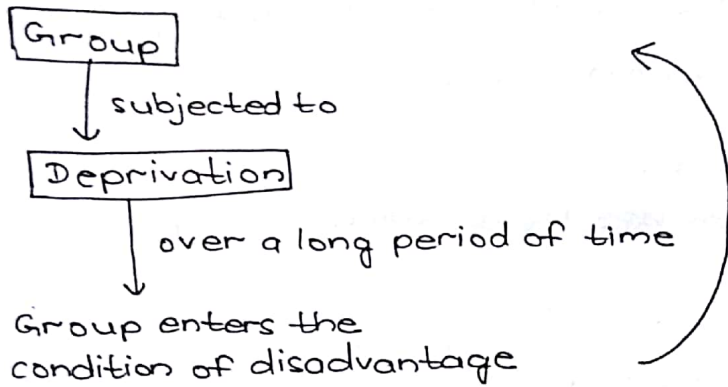 Group
subjected to
Deprivation
over a long period of time
Group enters the
condition of disadvantage